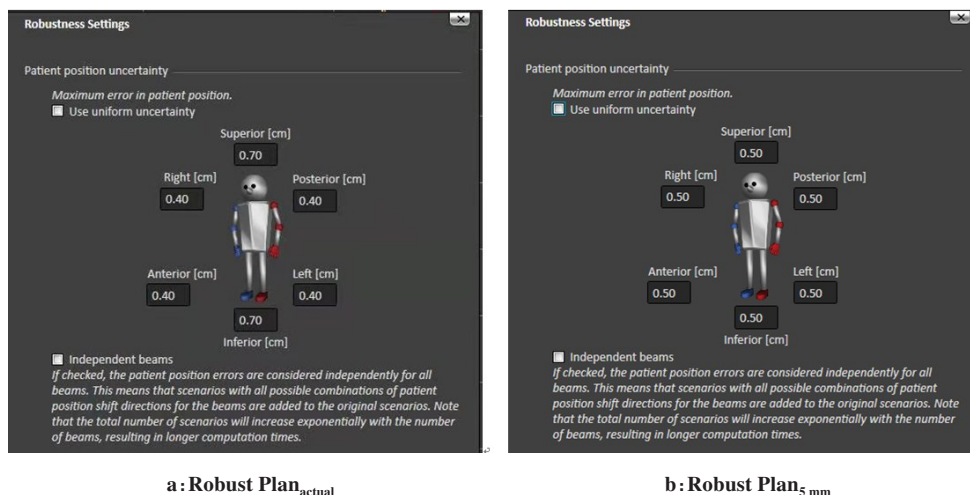 Robustness Settings
Patient position uncertainty
Maximum error in patient position.
Use uniform uncertainty
Superior [cm]
0.70
Right [cm] Posterior [cm]
0.40 0.40
Anterior [cm] Left [cm]
0.40 0.40
0.70
Inferior [cm]
Independent beams
If checked, the patient position errors are considered independently for all
beams. This means that scenarios with all possible combinations of patient
position shift directions for the beams are added to the original scenarios. Note
that the total number of scenarios will increase exponentially with the number
of beams, resulting in longer computation times.
a:Robust Plan actual
Robustness Settings
Patient position uncertainty
Maximum error in patient position.
Use uniform uncertainty
Superior [cm]
0.50
Right [cm] Posterior [cm]
0.50 0.50
Anterior [cm] Left [cm]
0.50 0.50
0.50
Inferior [cm]
Independent beams
If checked, the patient position errors are considered independently for all
beams. This means that scenarios with all possible combinations of patient
position shift directions for the beams are added to the original scenarios. Note
that the total number of scenarios will increase exponentially with the number
of beams, resulting in longer computation times.
b:Robust Plan 5 mm